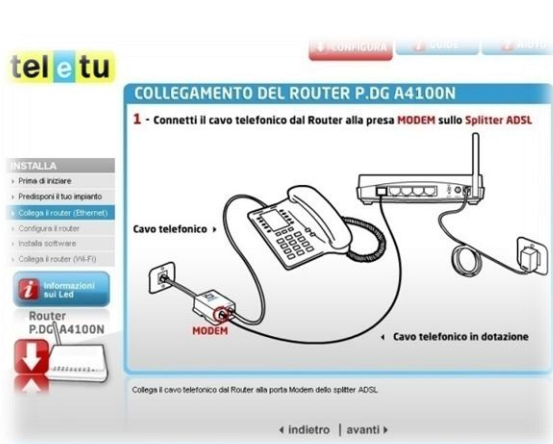 CONFIGURA
GUIDE
AIUTO
teletu
COLLEGAMENTO DEL ROUTER P.DG A4100N
1 - Connetti il cavo telefonico dal Router alla presa MODEM sullo Splitter ADSL
INSTALLA
Prima di iniziare
Predisponi il tuo impianto
Collega il router (Ethernet)
Configura il router
Installa software
Collega il router (Wi-Fi)
Informazioni
sui Led
Router
P.DG A4100N
Cavo telefonico
MODEM
Cavo telefonico in dotazione
Collega il cavo telefonico dal Router alla porta Modem dello splitter ADSL
indietro | avanti